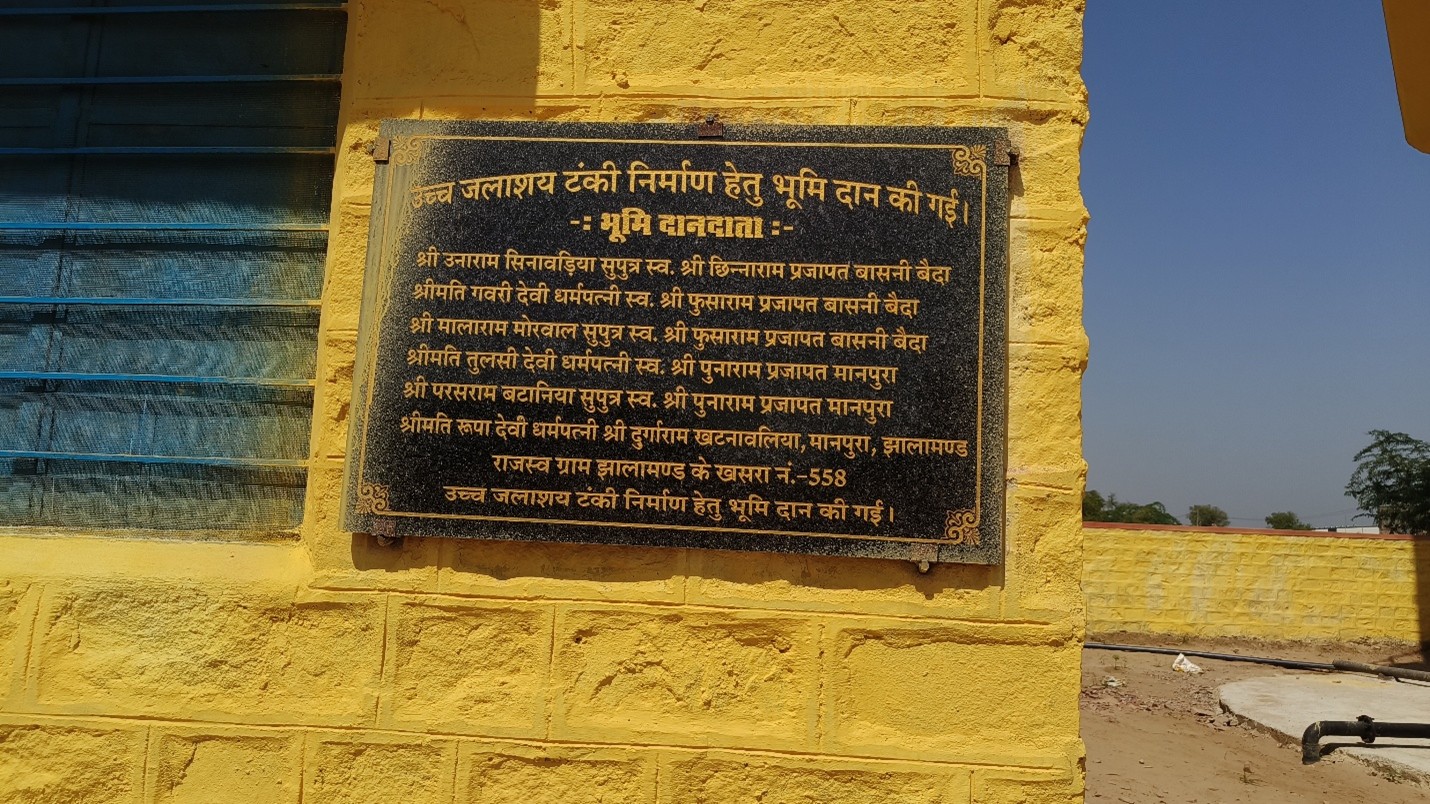 उच्च जलाशय टंकी निर्माण हेतु भूमि दान की गई।
-: भूमि दानदाता :-
श्री उनाराम सिनावड़िया सुपुत्र स्व. श्री छिन्नाराम प्रजापत बासनी बैदा
श्रीमति गवरी देवी धर्मपत्नी स्व. श्री फुसाराम प्रजापत बासनी बैदा
श्री मालाराम मोरवाल सुपुत्र स्व. श्री फुसाराम प्रजापत बासनी बैदा
श्रीमति तुलसी देवी धर्मपत्नी स्व. श्री पुनाराम प्रजापत मानपुरा
श्री परसराम बटानिया सुपुत्र स्व. श्री पुनाराम प्रजापत मानपुरा
श्रीमति रूपा देवी धर्मपत्नी श्री दुर्गाराम खटनावलिया, मानपुरा, झालामण्ड
राजस्व ग्राम झालामण्ड के खसरा नं.-558
उच्च जलाशय टंकी निर्माण हेतु भूमि दान की गई।